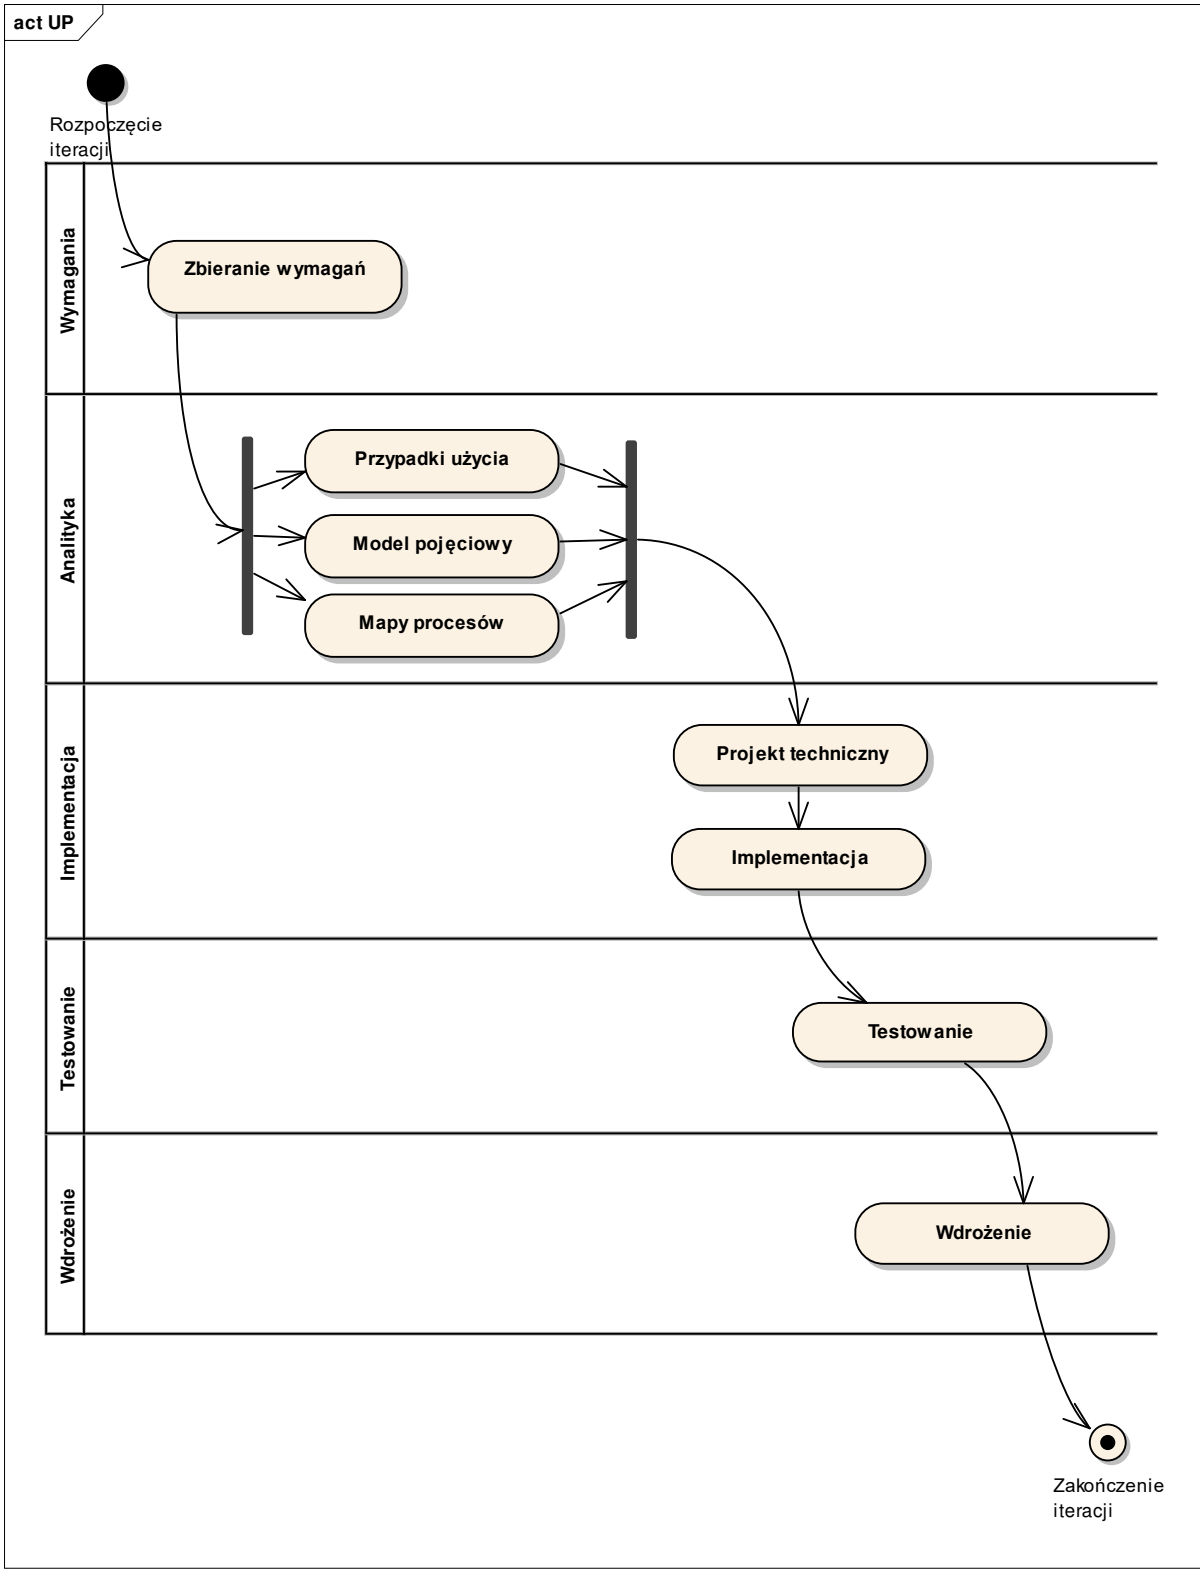 act UP
Rozpoczęcie
iteracji
Wymagania
Zbieranie wymagań
Analityka
Przypadki użycia
Model pojęciowy
Mapy procesów
Implementacja
Projekt techniczny
Implementacja
Testowanie
Testowanie
Wdrożenie
Wdrożenie
Zakończenie
iteracji